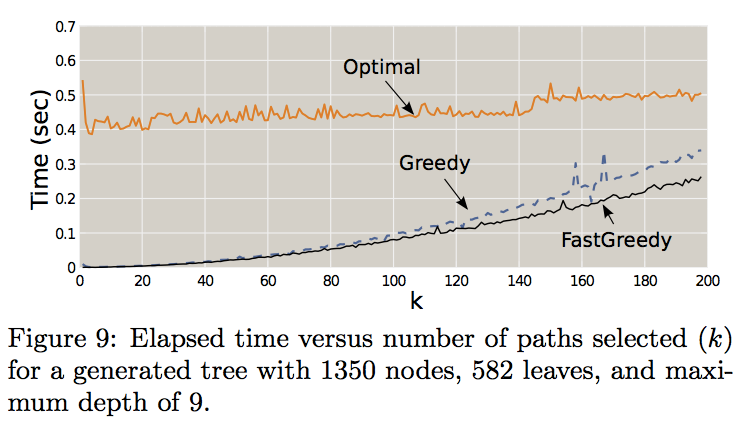 0.7
0.6
Optimal
0.5
0.4
0.3
Greedy
0.2
0.1
FastGreedy
0
Time (sec)
0 20 40 60 80 100 120 140 160 180 200
k
Figure 9: Elapsed time versus number of paths selected (k)
for a generated tree with 1350 nodes, 582 leaves, and maxi-
mum depth of 9.